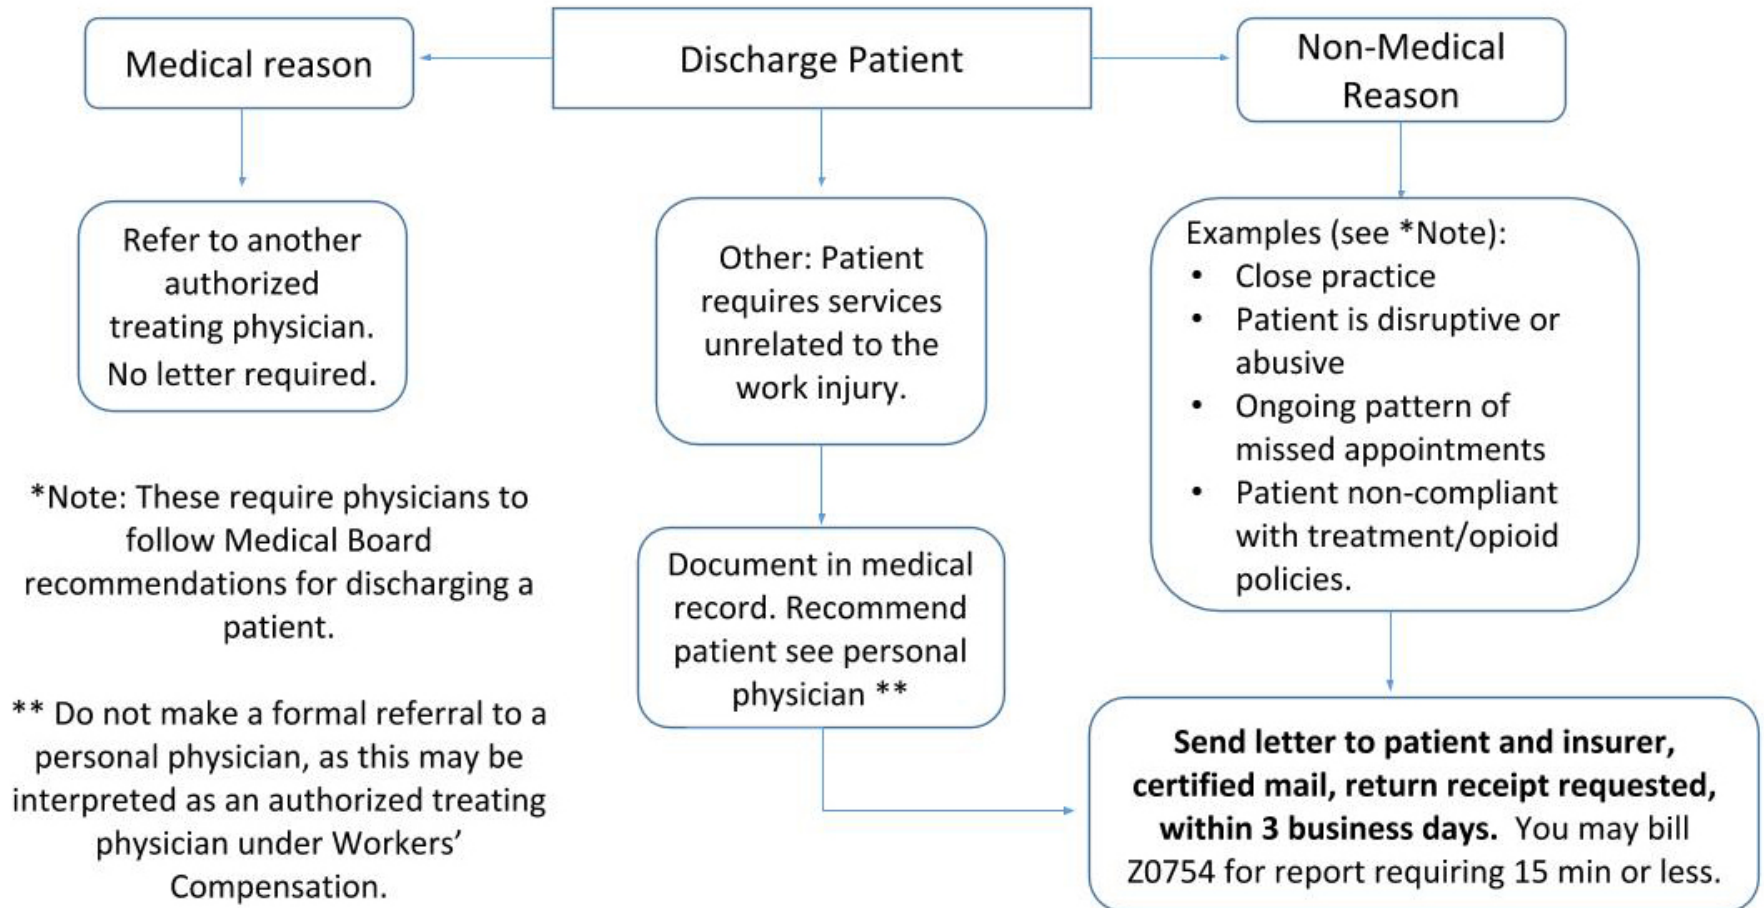 Medical reason
Discharge Patient
Non-Medical
Reason
Refer to another
authorized
treating physician.
No letter required.
Other: Patient
requires services
unrelated to the
work injury.
Examples (see *Note):
• Close practice
• Patient is disruptive or
abusive
• Ongoing pattern of
missed appointments
• Patient non-compliant
with treatment/opioid
policies.
*Note: These require physicians to
follow Medical Board
recommendations for discharging a
patient.
Document in medical
record. Recommend
patient see personal
physician **
** Do not make a formal referral to a
personal physician, as this may be
interpreted as an authorized treating
physician under Workers’
Compensation.
Send letter to patient and insurer,
certified mail, return receipt requested,
within 3 business days. You may bill
Z0754 for report requiring 15 min or less.